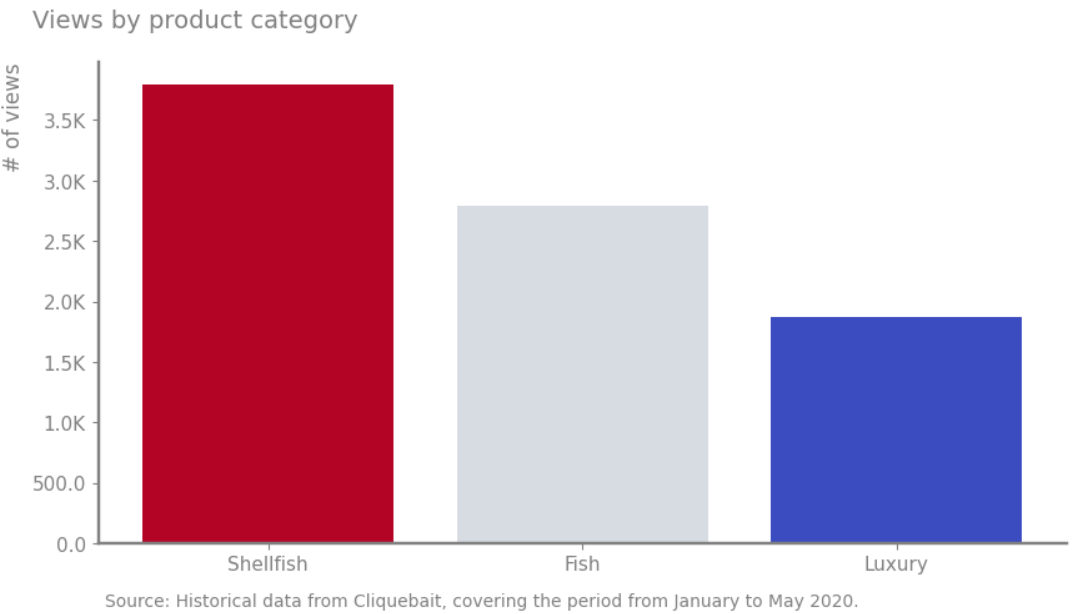 Views by product category
# of views
3.5K
3.0K
2.5K
2.0K
1.5K
1.0K
500.0
0.0
Shellfish Fish Luxury
Source: Historical data from Cliquebait, covering the period from January to May 2020.